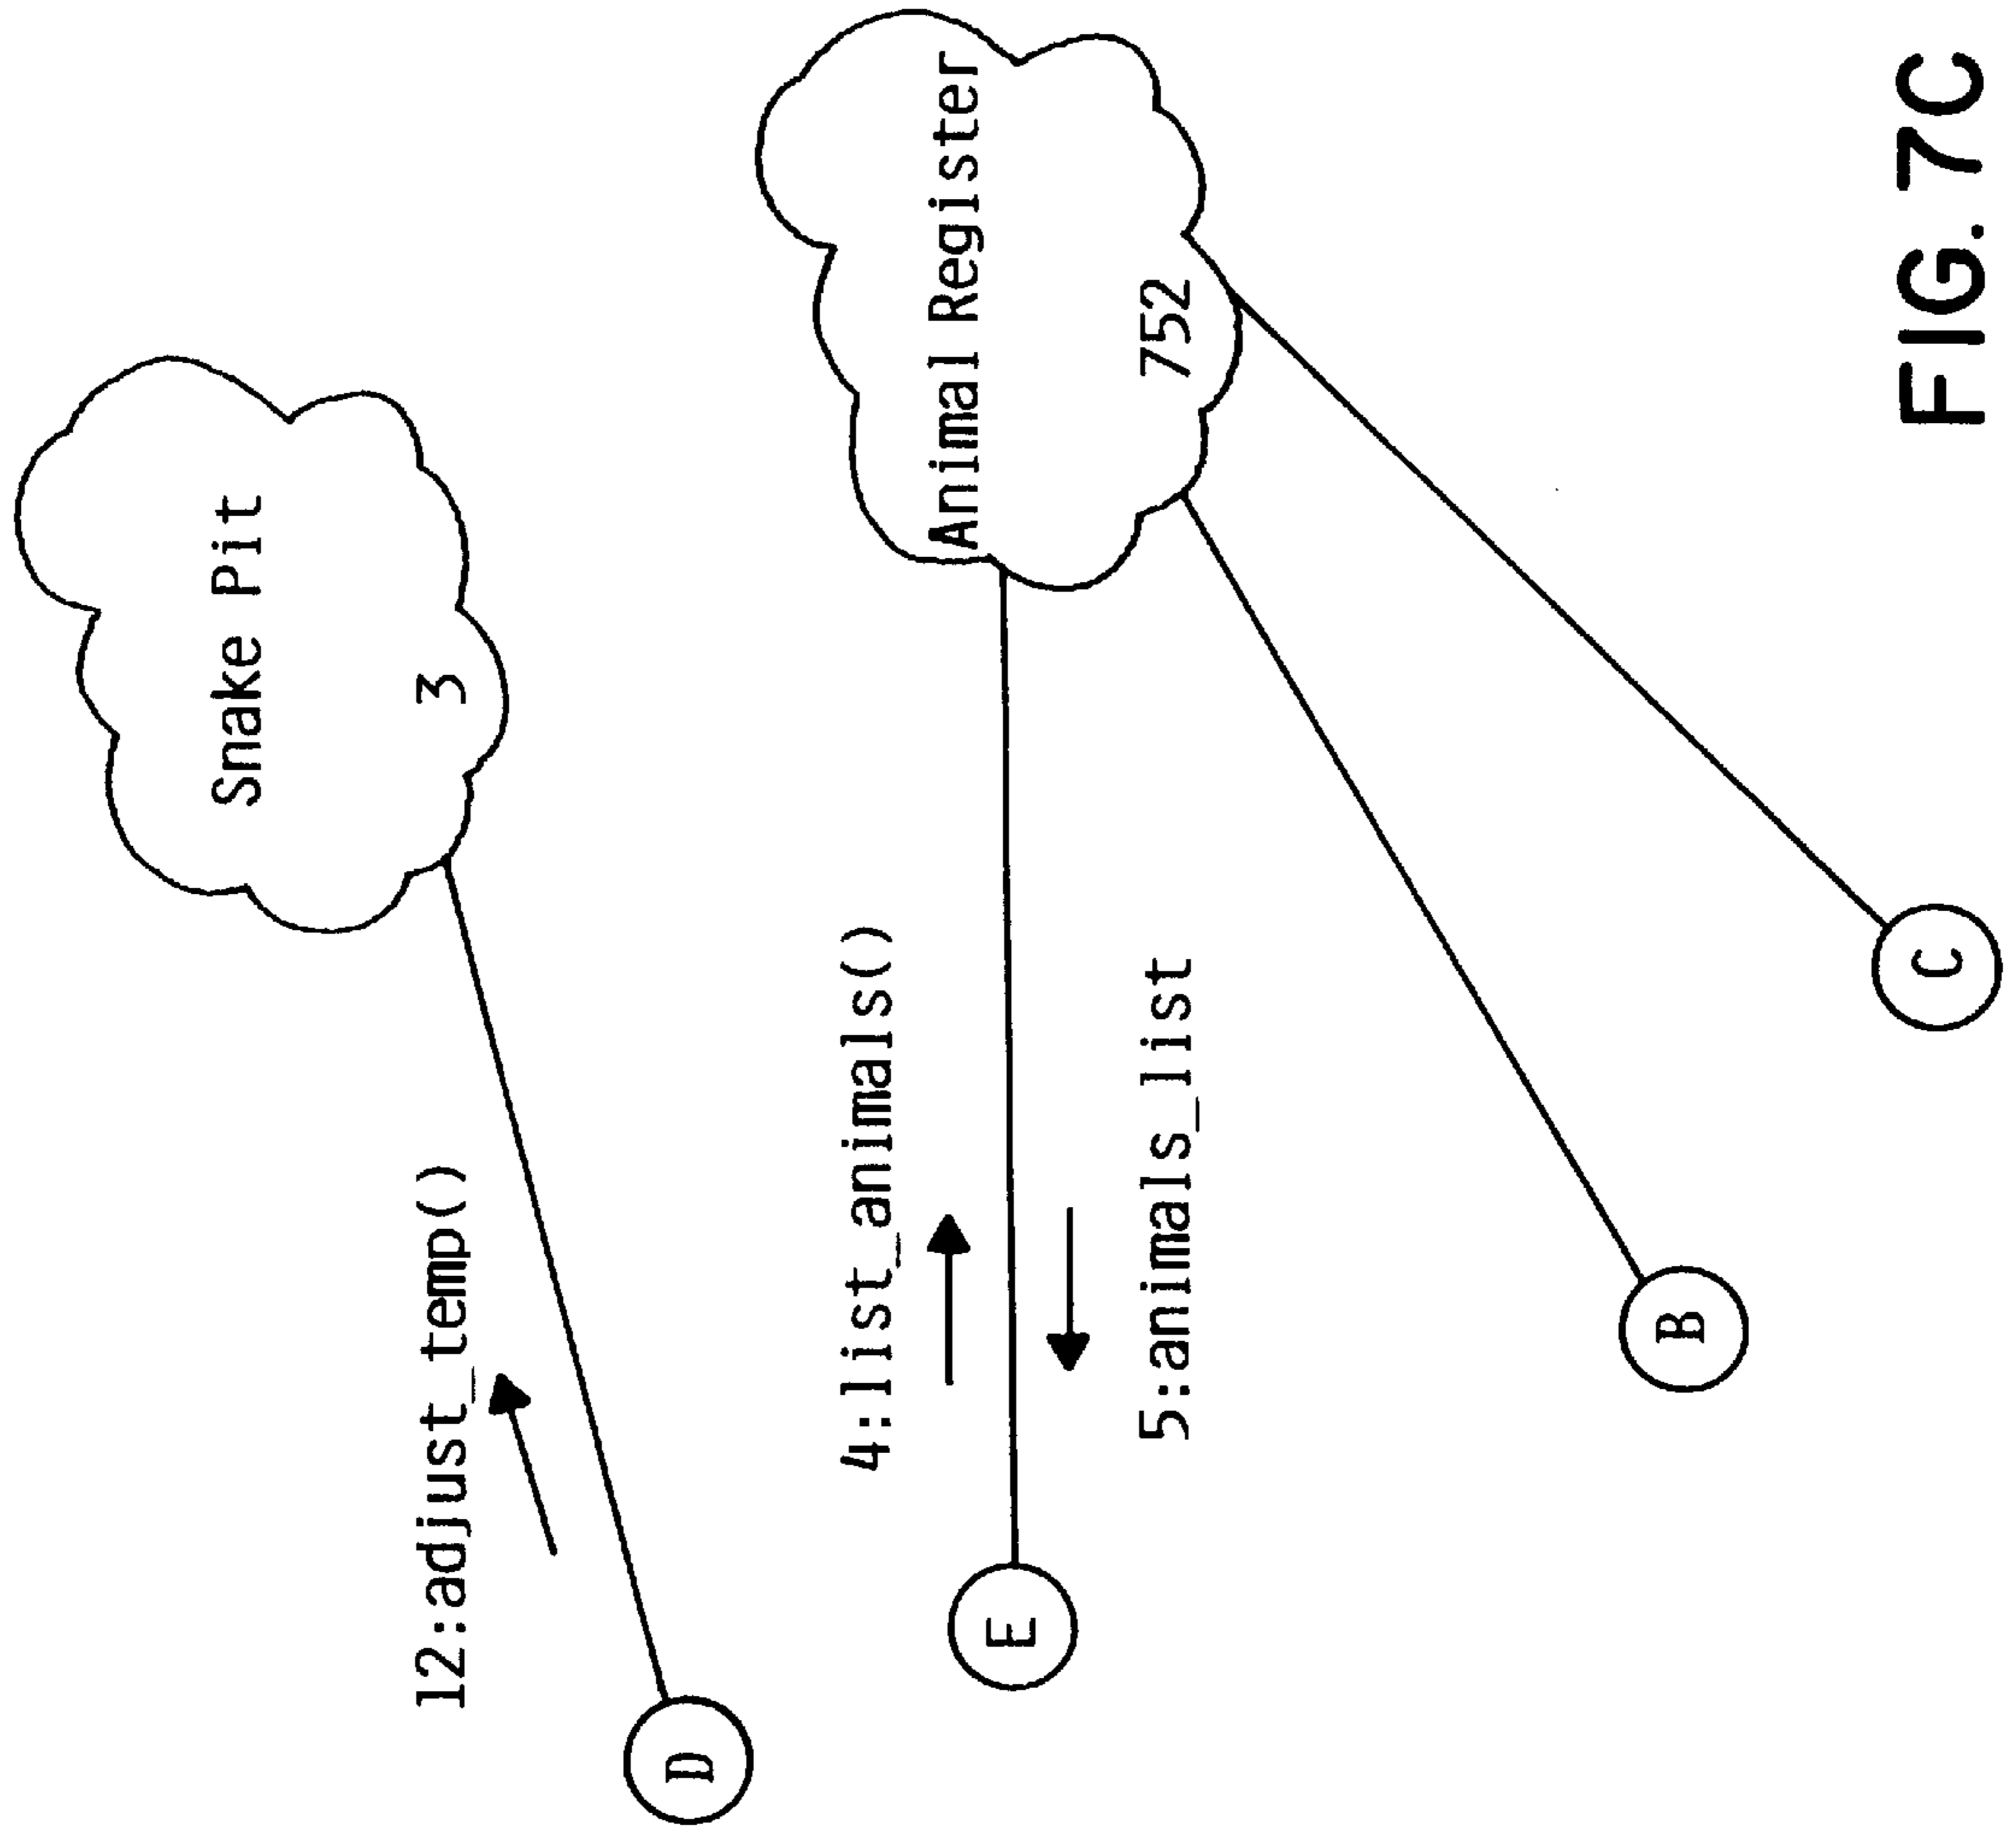 Snake Pit
3
12:adjust_temp()
D
Animal Register
752
4:list_animals()
5:animals_list
E
B
C
FIG. 7C